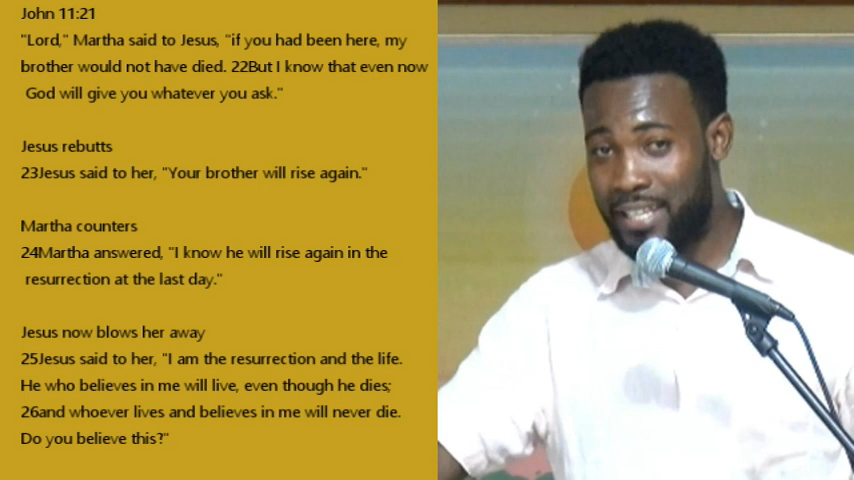 John 11:21
"Lord," Martha said to Jesus, "if you had been here, my
brother would not have died. 22But I know that even now
God will give you whatever you ask."
Jesus rebutts
23Jesus said to her, "Your brother will rise again."
Martha counters
24Martha answered, "I know he will rise again in the
resurrection at the last day."
Jesus now blows her away
25Jesus said to her, "I am the resurrection and the life.
He who believes in me will live, even though he dies;
26and whoever lives and believes in me will never die.
Do you believe this?"